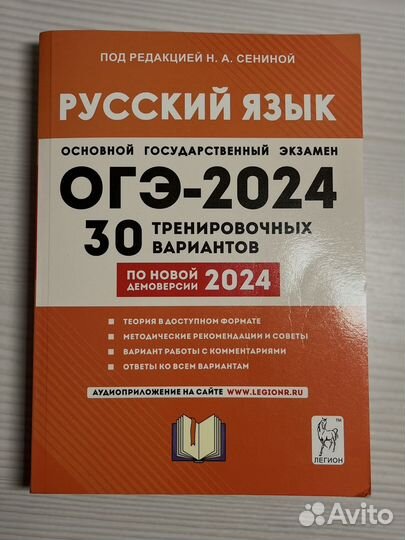 ПОД РЕДАКЦИЕЙ Н. А. СЕНИНОЙ
РУССКИЙ ЯЗЫК
ОСНОВНОЙ ГОСУДАРСТВЕННЫЙ ЭКЗАМЕН
ОГЭ-2024
30 ТРЕНИРОВОЧНЫХ
ВАРИАНТОВ
ПО НОВОЙ
ДЕМОВЕРСИИ 2024
ТЕОРИЯ В ДОСТУПНОМ ФОРМАТЕ
МЕТОДИЧЕСКИЕ РЕКОМЕНДАЦИИ И СОВЕТЫ
ВАРИАНТ РАБОТЫ С КОММЕНТАРИЯМИ
ОТВЕТЫ КО ВСЕМ ВАРИАНТАМ
АУДИОПРИЛОЖЕНИЕ НА САЙТЕ WWW.LEGIONR.RU
TM
ЛЕГИОН
Avito